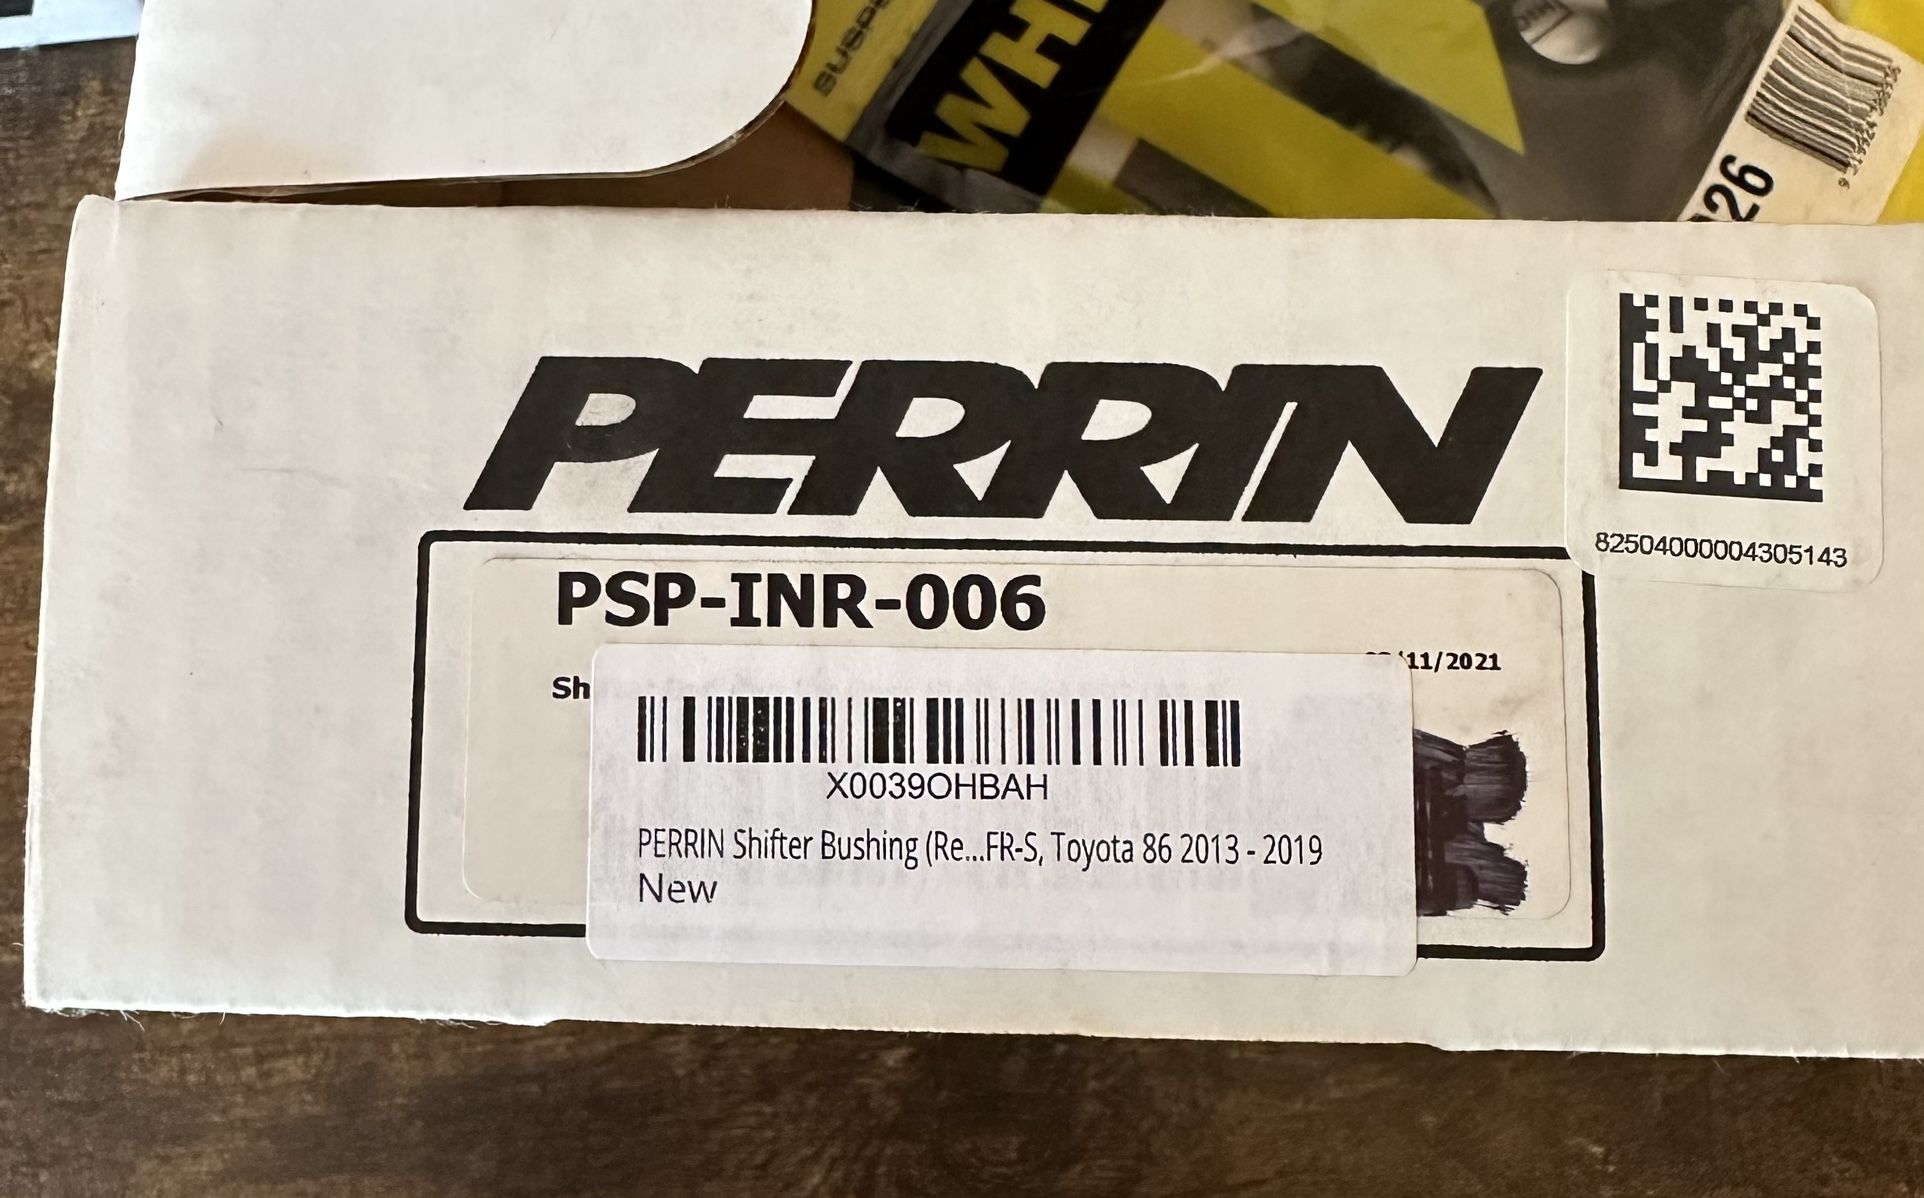 WH
26
PERRIN
82504000004305143
PSP-INR-006
11/2021
Sh
X0039OHBAH
PERRIN Shifter Bushing (Re...FR-S, Toyota 86 2013 - 2019
New